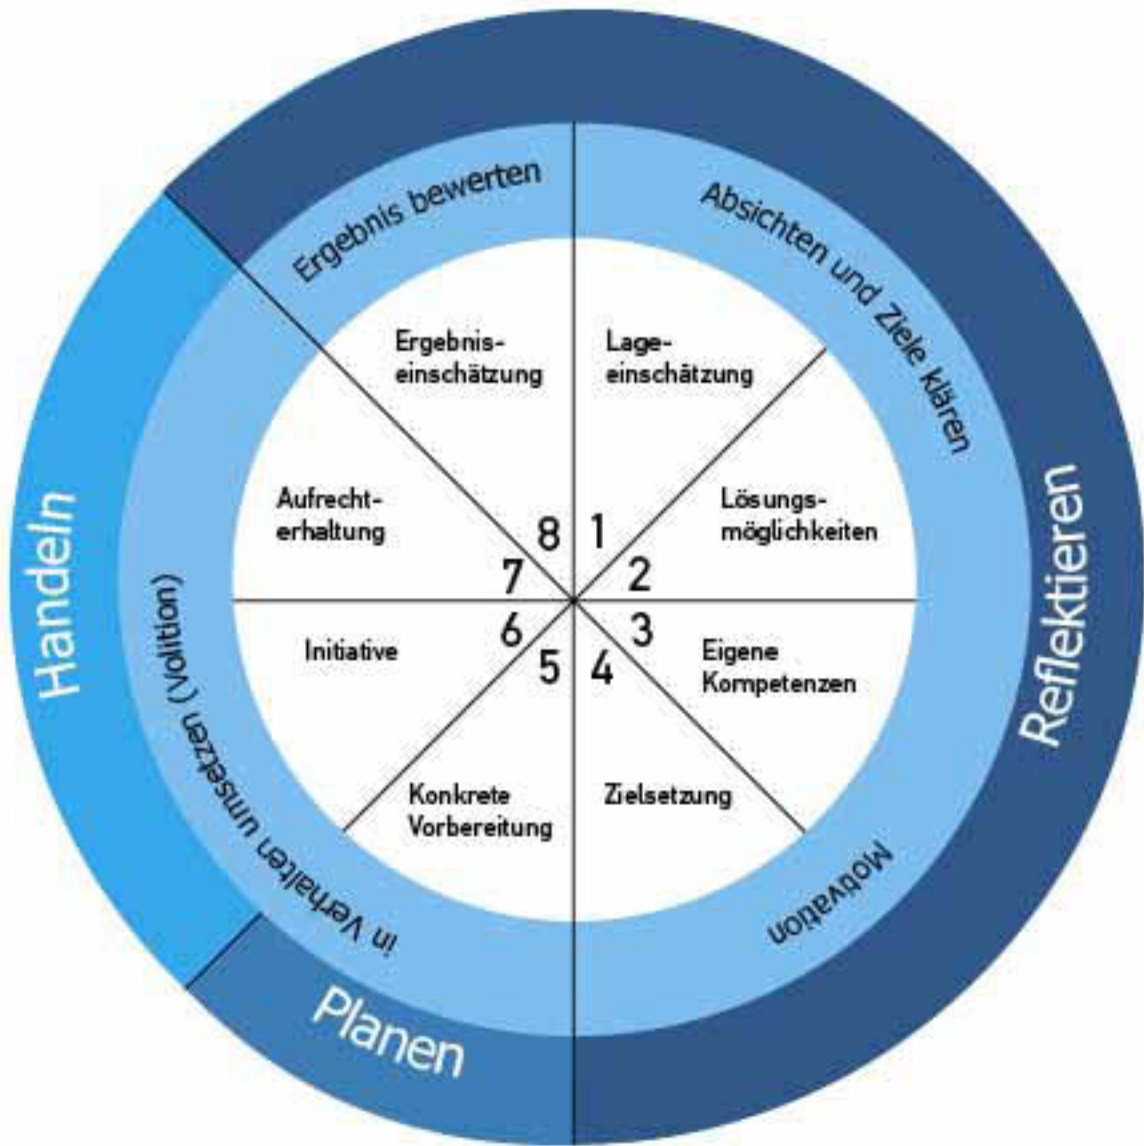 Ergebnis bewerten
Absichten und Ziele klären
Ergebnis-
einschätzung
Lage-
einschätzung
Aufrecht-
erhaltung
Lösungs-
möglichkeiten
8
1
7
2
6
3
5
4
Initiative
Eigene
Kompetenzen
Konkrete
Vorbereitung
Zielsetzung
Handeln
Reflektieren
in Verhalten umsetzen (Volition)
Motivation
Planen